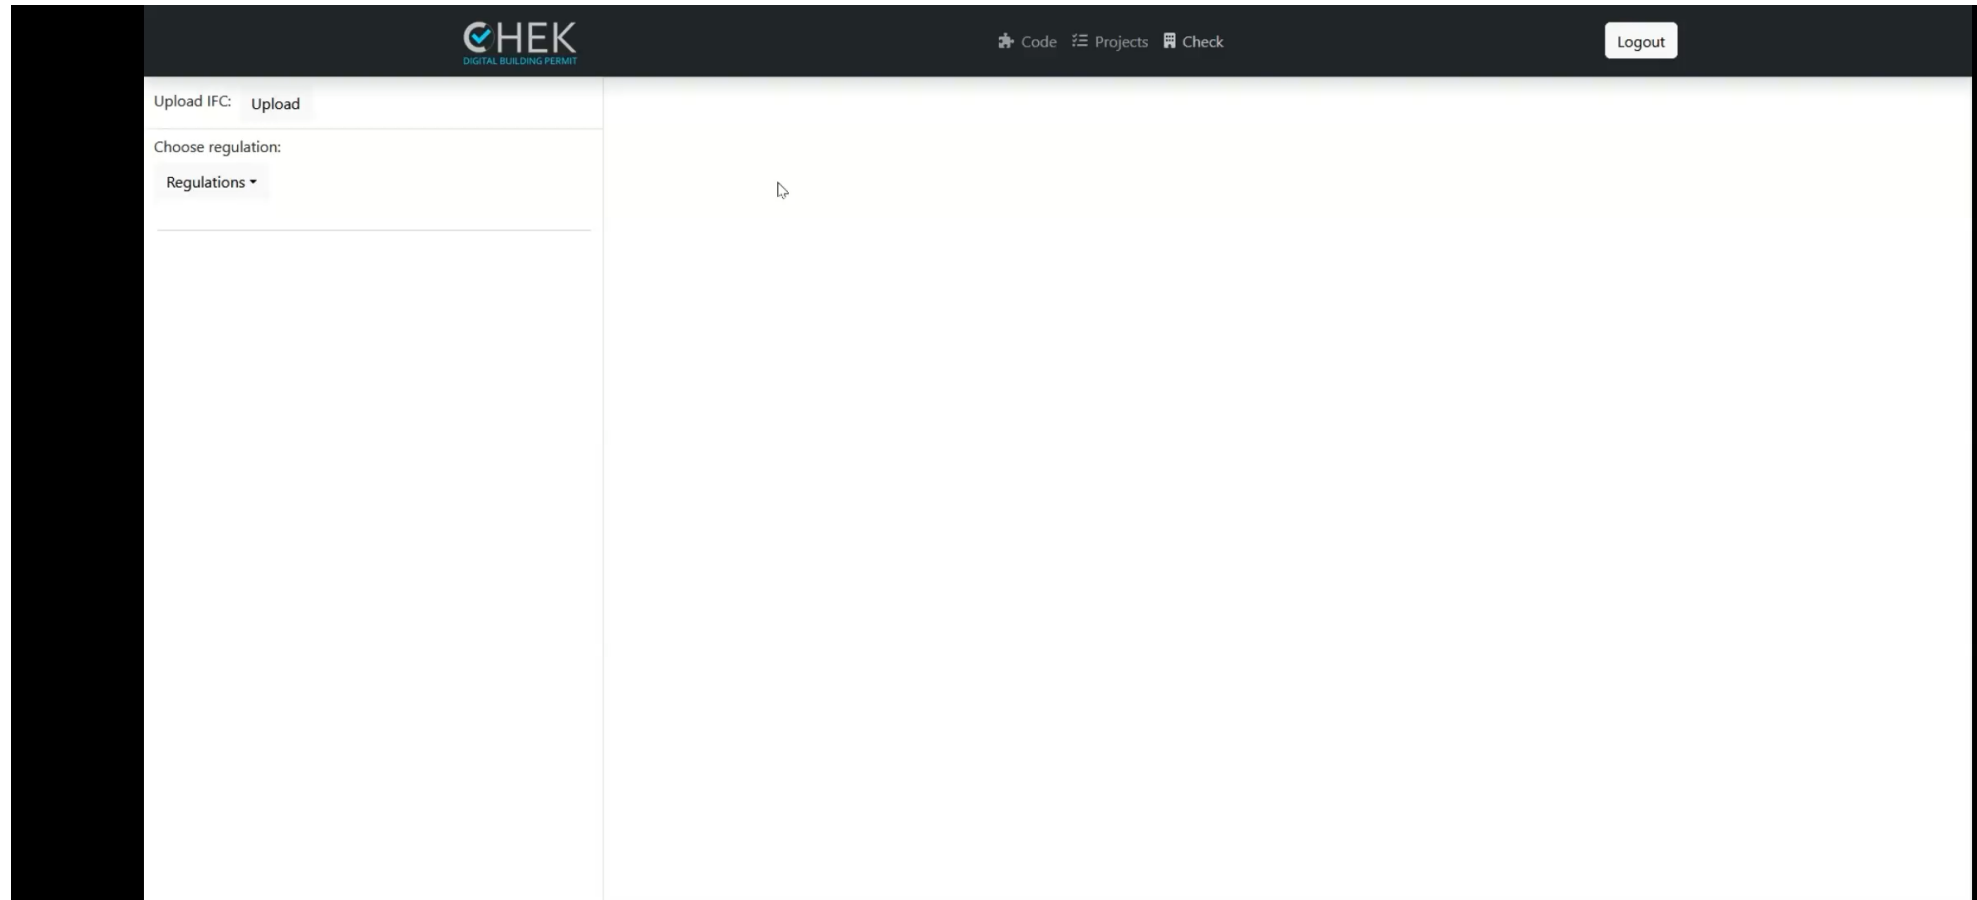 CHEK
DIGITAL BUILDING PERMIT
Code Projects Check
Logout
Upload IFC: Upload
Choose regulation:
Regulations